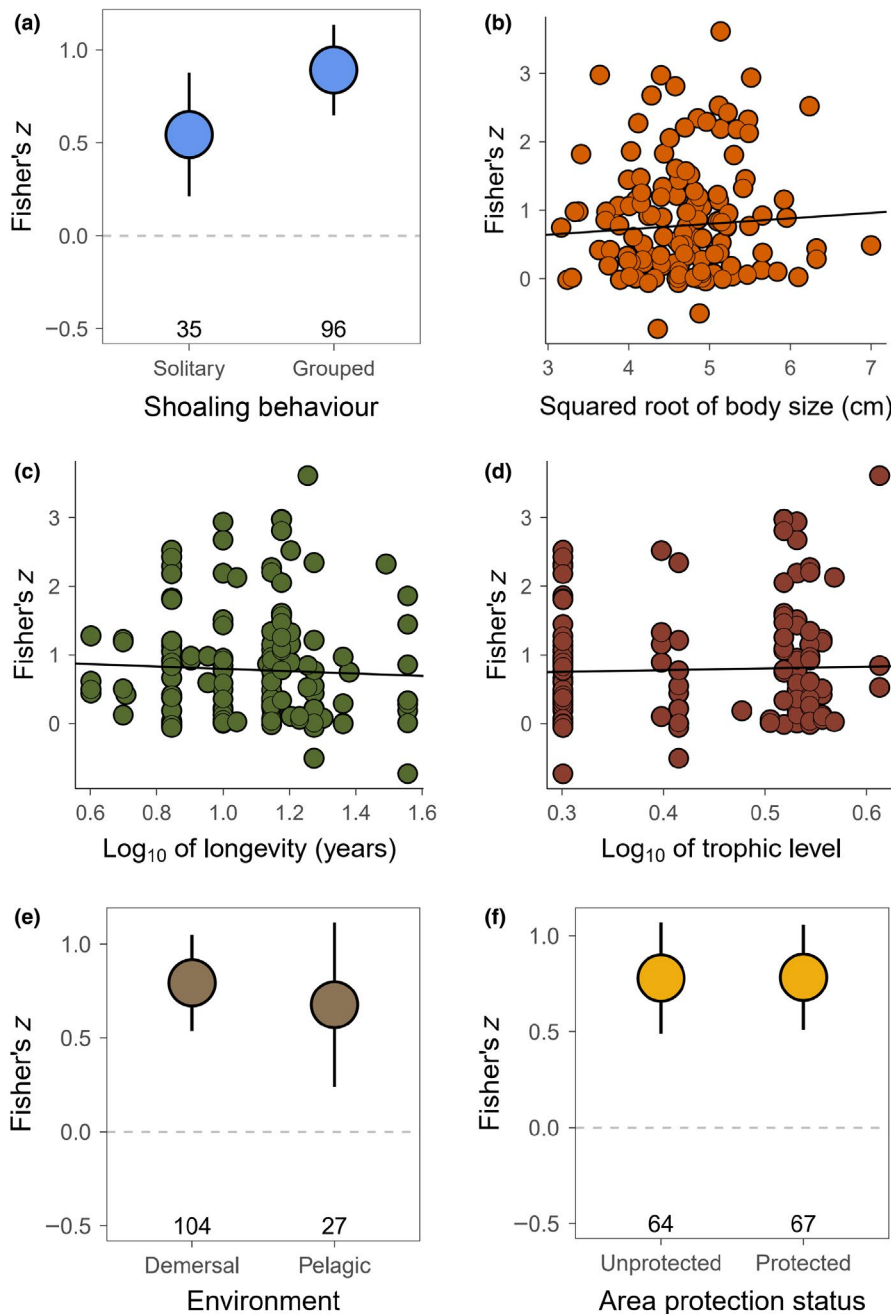 (a)
1.0
0.5
0.0
−0.5
Fisher's z
35
96
Solitary
Grouped
Shoaling behaviour
(b)
3
2
1
0
Fisher's z
3
4
5
6
7
Squared root of body size (cm)
(c)
3
2
1
0
Fisher's z
0.6
0.8
1.0
1.2
1.4
1.6
Log10 of longevity (years)
(d)
3
2
1
0
Fisher's z
0.3
0.4
0.5
0.6
Log10 of trophic level
(e)
1.0
0.5
0.0
−0.5
Fisher's z
104
27
Demersal
Pelagic
Environment
(f)
1.0
0.5
0.0
−0.5
Fisher's z
64
67
Unprotected
Protected
Area protection status